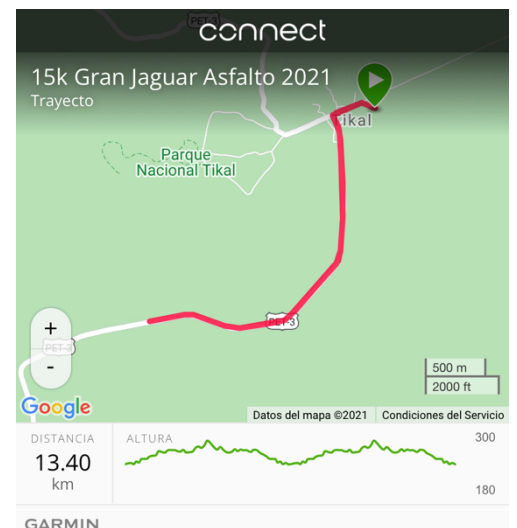 connect
15k Gran Jaguar Asfalto 2021
Trayecto
Tikal
Parque
Nacional Tikal
+
-
PET-3
PET-3
500 m
2000 ft
Google
Datos del mapa ©2021 Condiciones del Servicio
DISTANCIA
13.40
km
ALTURA
300
180
GARMIN